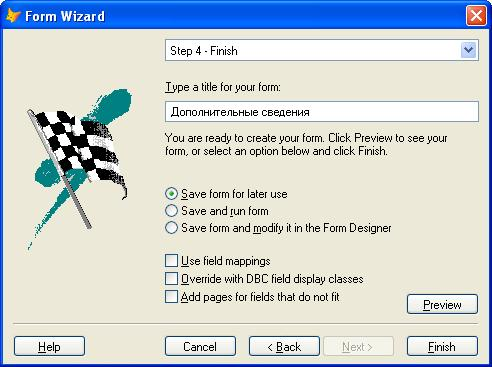 Form Wizard
Step 4 - Finish
Type a title for your form:
Дополнительные сведения
You are ready to create your form. Click Preview to see your
form, or select an option below and click Finish.
Save form for later use
Save and run form
Save form and modify it in the Form Designer
Use field mappings
Override with DBC field display classes
Add pages for fields that do not fit
Preview
Help
Cancel
< Back
Next >
Finish